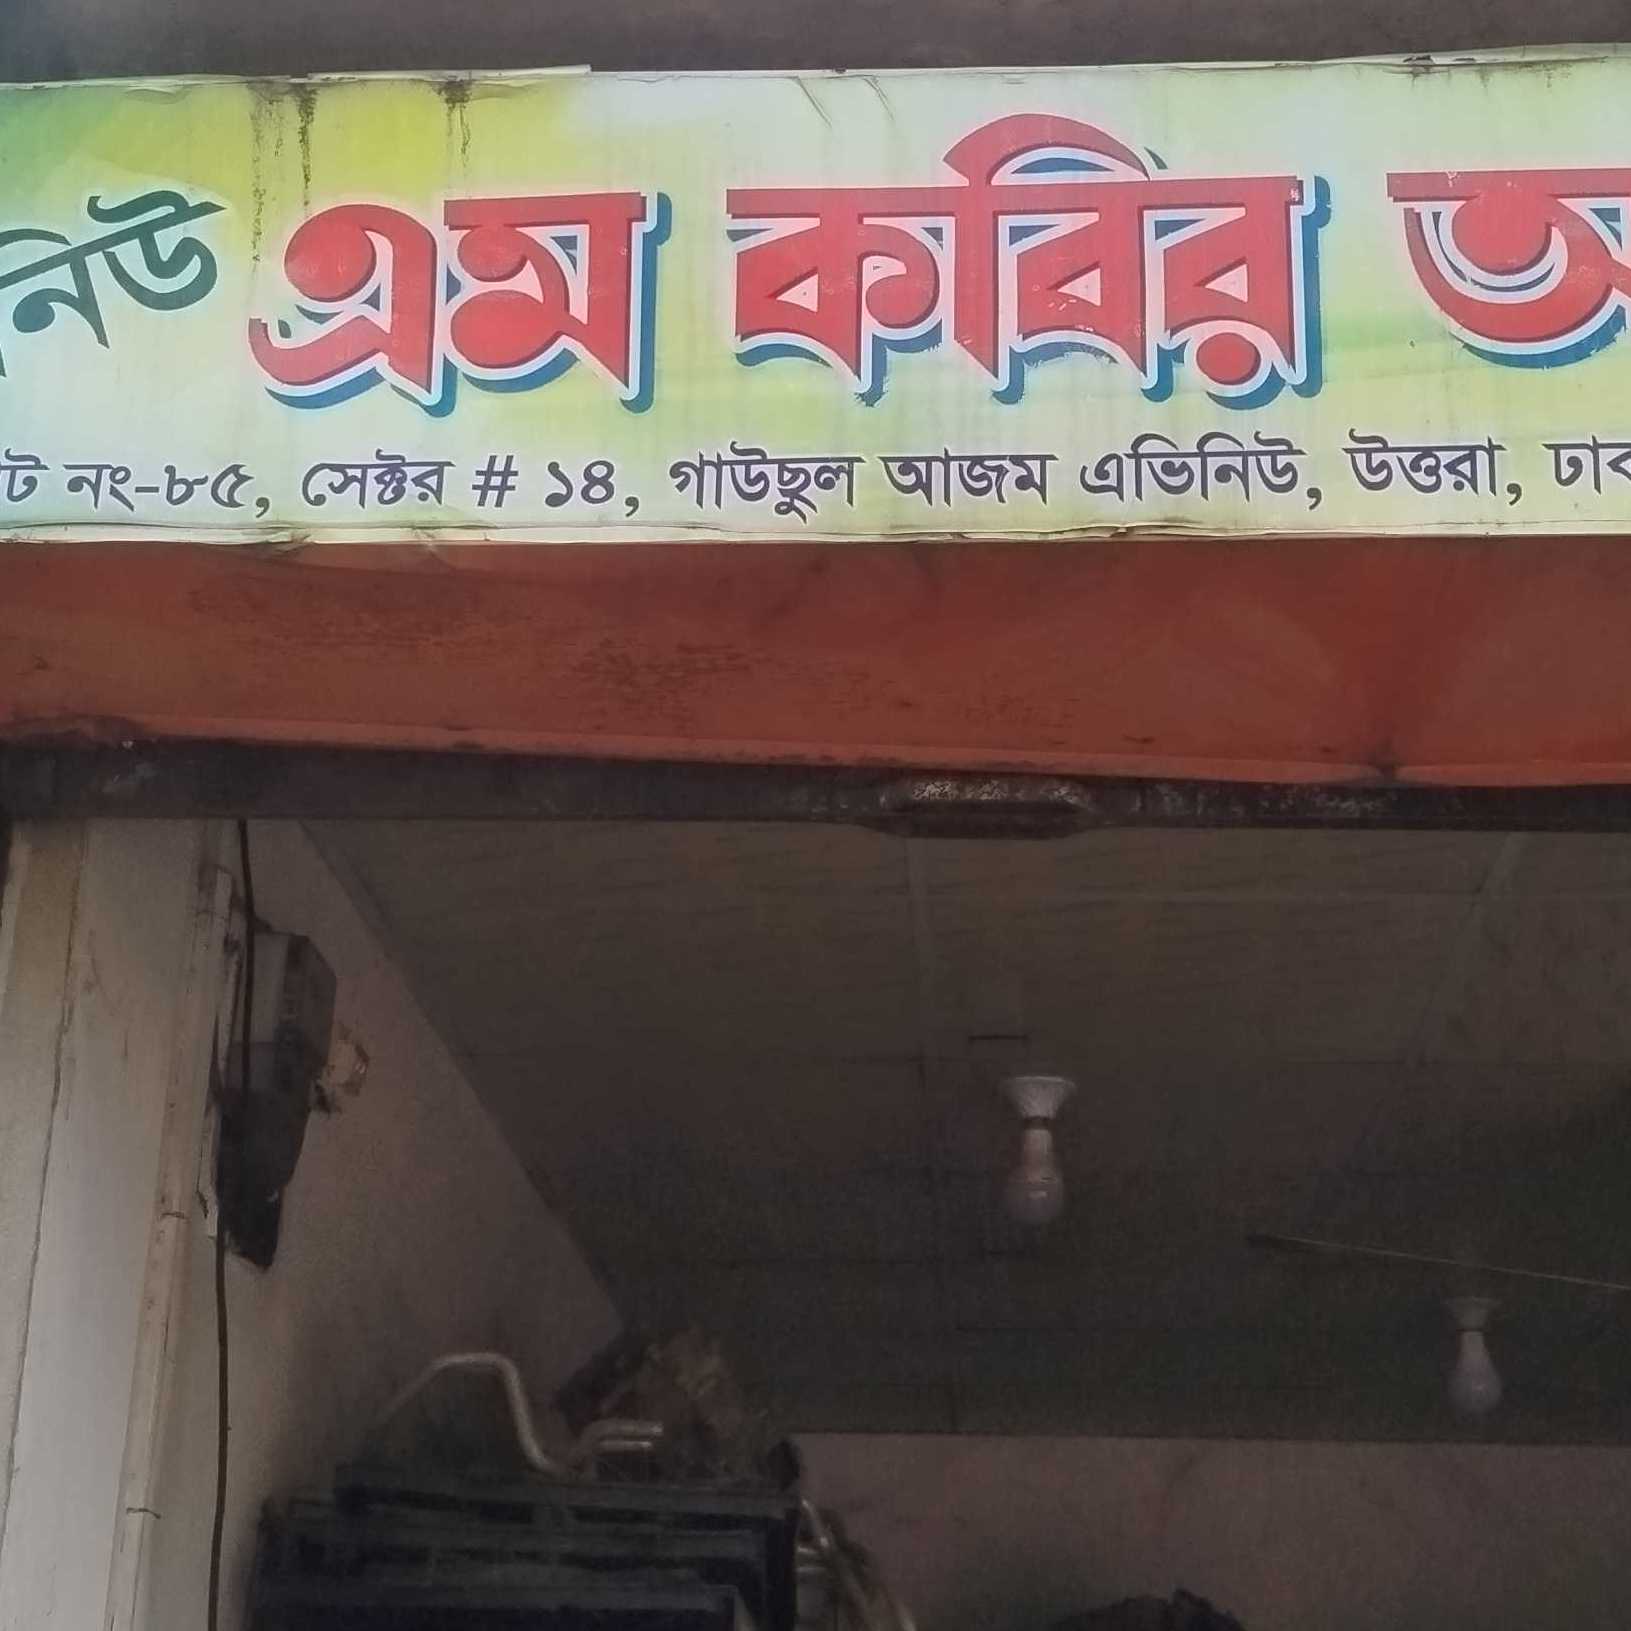 নিউ এম কবির
নং-৮৫, সেক্টর # ১৪, গাউছুল আজম এভিনিউ, উত্তরা,